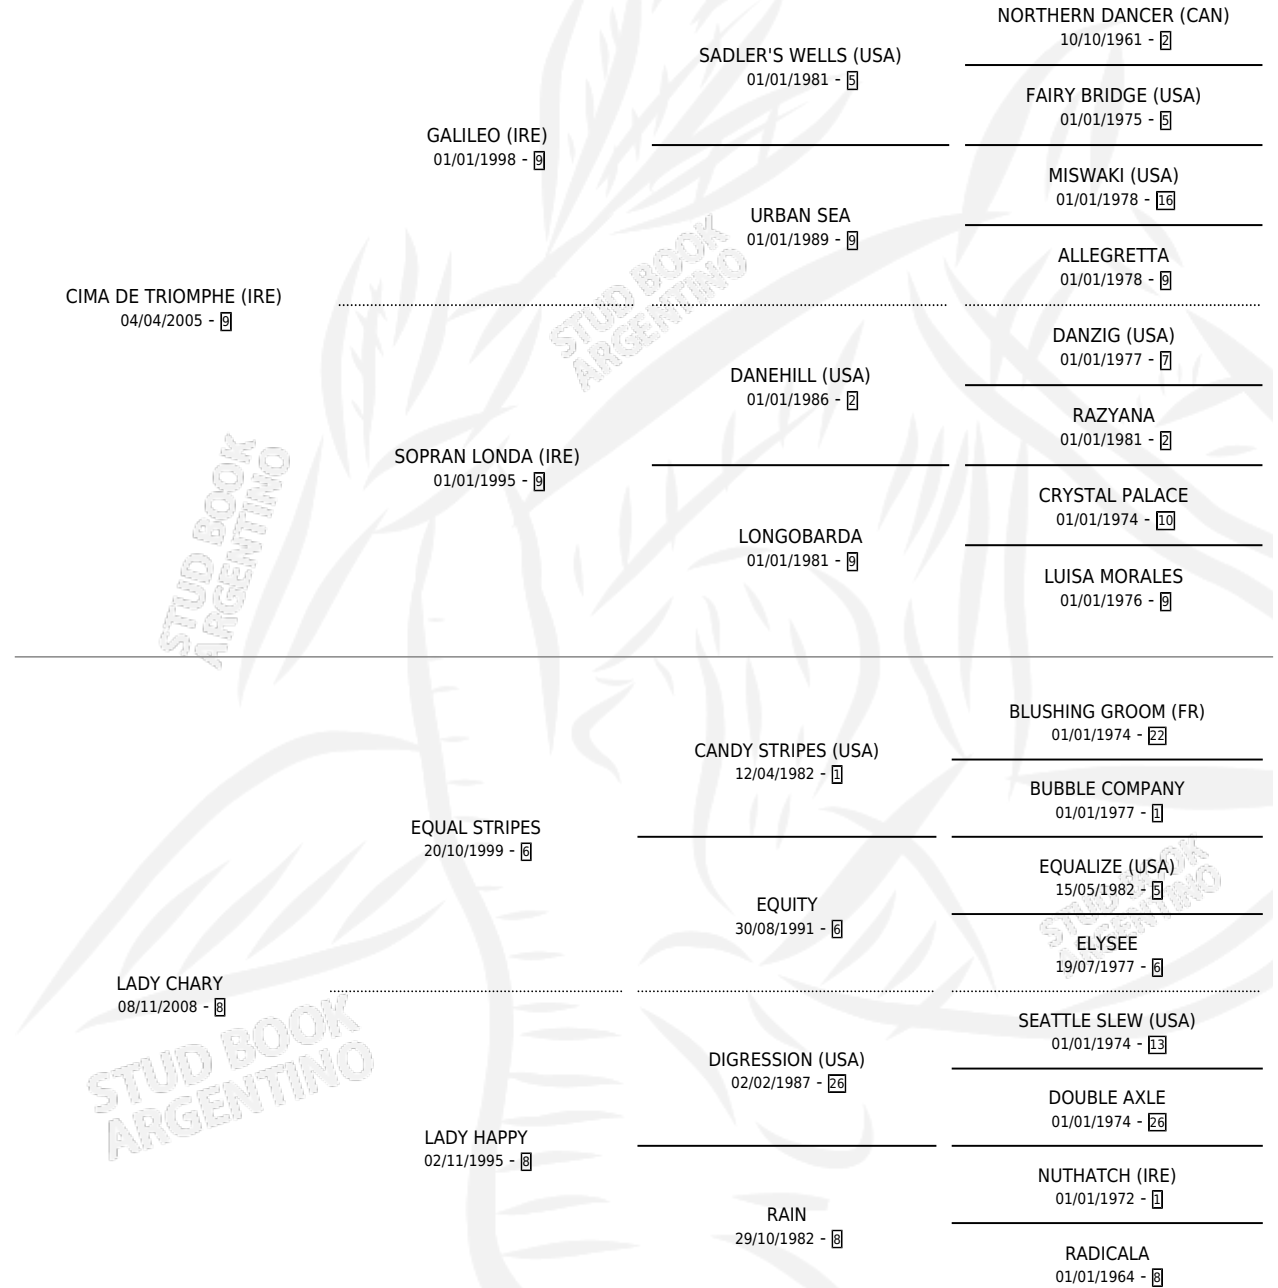 NORTHERN DANCER (CAN)
10/10/1961 - 2
SADLER'S WELLS (USA)
01/01/1981 - 5
FAIRY BRIDGE (USA)
01/01/1975 - 5
GALILEO (IRE)
01/01/1998 - 9
MISWAKI (USA)
01/01/1978 - 16
URBAN SEA
01/01/1989 - 9
ALLEGRETTA
01/01/1978 - 9
CIMA DE TRIOMPHE (IRE)
04/04/2005 - 9
DANZIG (USA)
01/01/1977 - 7
DANEHILL (USA)
01/01/1986 - 2
RAZYANA
01/01/1981 - 2
SOPRAN LONDA (IRE)
01/01/1995 - 9
CRYSTAL PALACE
01/01/1974 - 10
LONGOBARDA
01/01/1981 - 9
LUISA MORALES
01/01/1976 - 9
STUD BOOK
ARGENTINO
STUD BOOK
ARGENTINO
BLUSHING GROOM (FR)
01/01/1974 - 22
CANDY STRIPES (USA)
12/04/1982 - 1
BUBBLE COMPANY
01/01/1977 - 1
EQUAL STRIPES
20/10/1999 - 6
EQUALIZE (USA)
15/05/1982 - 5
EQUITY
30/08/1991 - 6
ELYSEE
19/07/1977 - 6
LADY CHARY
08/11/2008 - 8
SEATTLE SLEW (USA)
01/01/1974 - 13
DIGRESSION (USA)
02/02/1987 - 26
DOUBLE AXLE
01/01/1974 - 26
LADY HAPPY
02/11/1995 - 8
NUTHATCH (IRE)
01/01/1972 - 1
RAIN
29/10/1982 - 8
RADICALA
01/01/1964 - 8
STUD BOOK
ARGENTINO
STUD BOOK
ARGENTINO